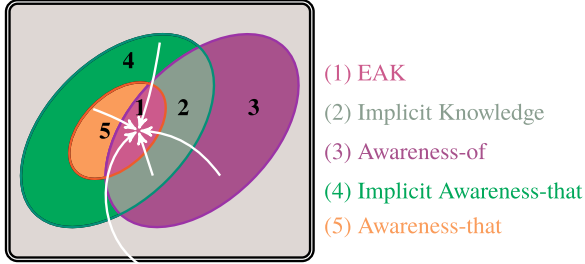 4
1
2
3
5
(1) EAK
(2) Implicit Knowledge
(3) Awareness-of
(4) Implicit Awareness-that
(5) Awareness-that